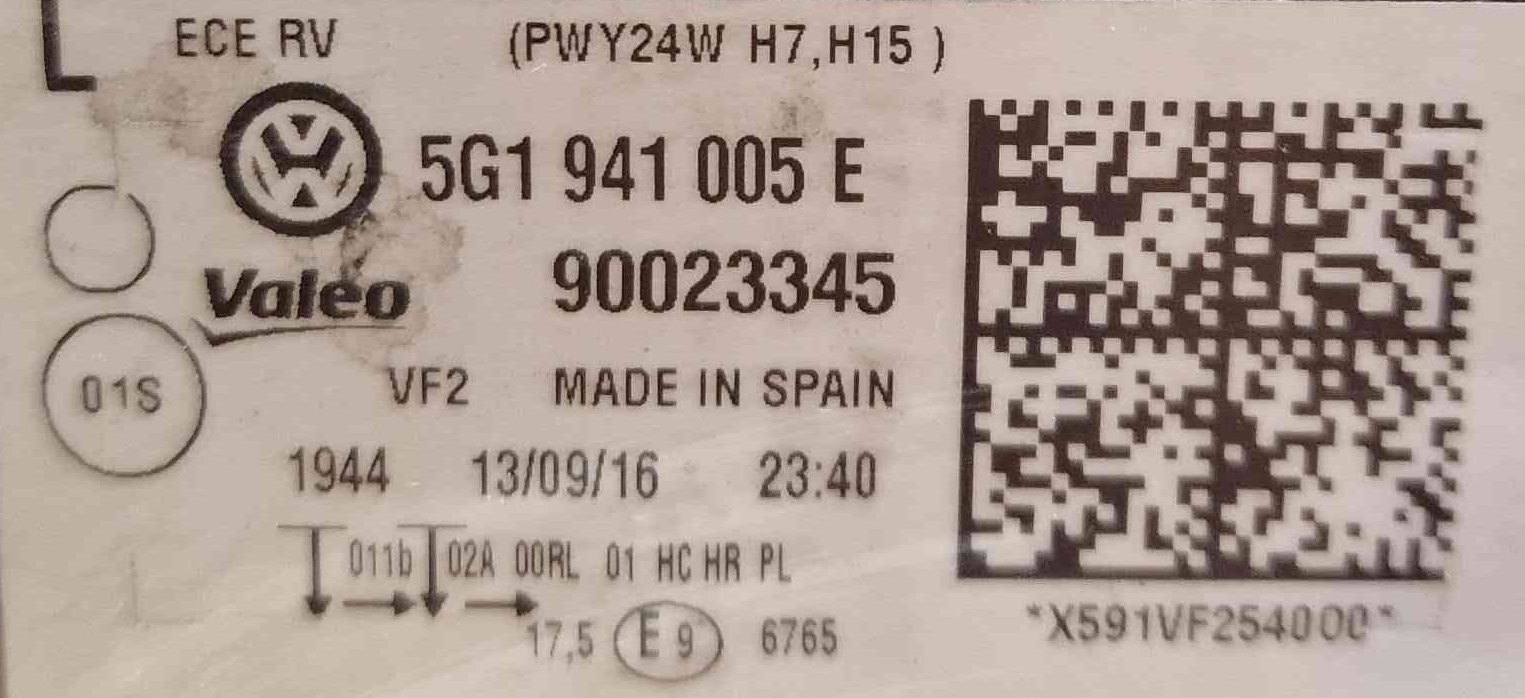 ECE RV (PWY24W H7,H15 )
5G1 941 005 E
Valeo 90023345
01S
VF2 MADE IN SPAIN
1944 13/09/16 23:40
011b 02A 00RL 01 HC HR PL
17,5 E 9 6765
*X591VF254000*